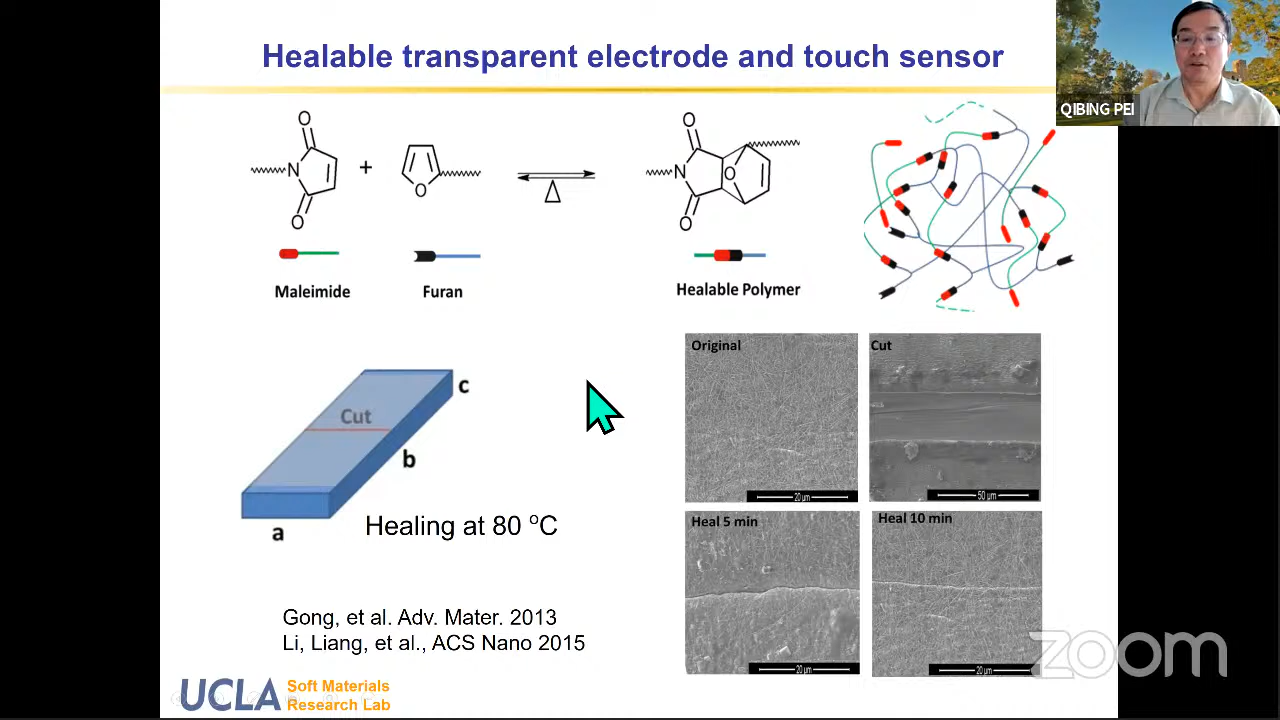 Healable transparent electrode and touch sensor
QIBING PEI
O
N
O
+
O
Δ
O
N
O
O
Maleimide
Furan
Healable Polymer
Original
Cut
20 µm
50 µm
Heal 5 min
Heal 10 min
20 µm
20 µm
Cut
c
b
a
Healing at 80 °C
Gong, et al. Adv. Mater. 2013
Li, Liang, et al., ACS Nano 2015
UCLA Soft Materials
Research Lab
zoom